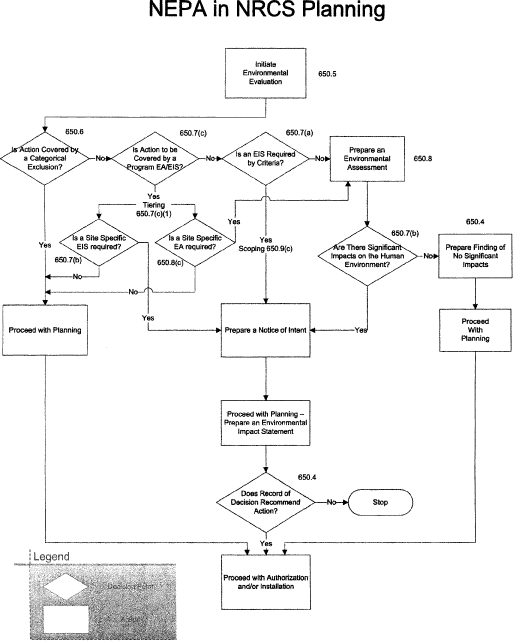 NEPA in NRCS Planning
Initiate
Environmental
Evaluation
650.5
650.6
Is Action Covered by
a Categorical
Exclusion?
No
650.7(c)
Is Action to be
Covered by a
Program EA/EIS?
No
650.7(a)
Is an EIS Required
by Criteria?
No
Prepare an
Environmental
Assessment
650.8
Yes
Tiering
650.7(c)(1)
Yes
Is a Site Specific
EIS required?
650.7(b)
Is a Site Specific
EA required?
650.8(c)
Yes
Yes
Scoping 650.9(c)
650.7(b)
Are There Significant
Impacts on the Human
Environment?
No
650.4
Prepare Finding of
No Significant
Impacts
No
No
Yes
Yes
Proceed with Planning
Prepare a Notice of Intent
Proceed
With
Planning
Proceed with Planning –
Prepare an Environmental
Impact Statement
650.4
Does Record of
Decision Recommend
Action?
No
Stop
Yes
Proceed with Authorization
and/or Installation
Legend
Decision Point